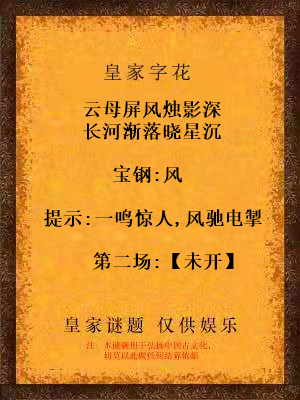 皇家字花
云母屏风烛影深
长河渐落晓星沉
宝钢:风
提示:一鸣惊人,风驰电掣
第二场:【未开】
皇家谜题 仅供娱乐
注: 本谜题用于弘扬中国古文化,
切莫以此做任何结算依据